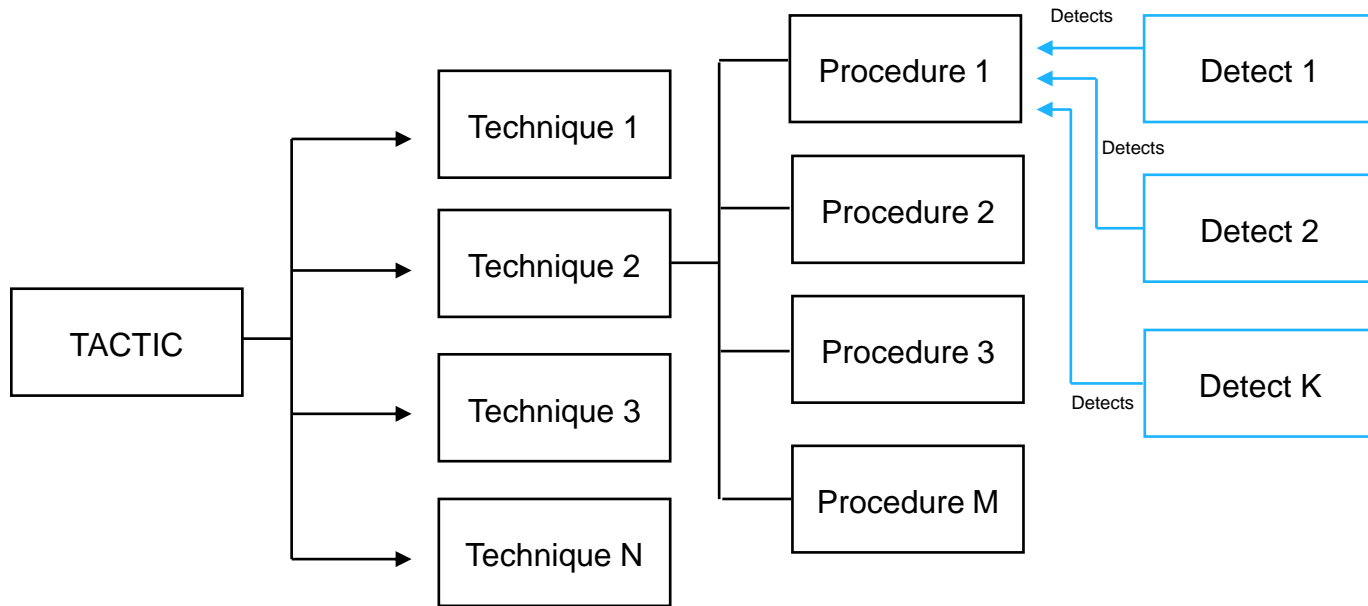 TACTIC
Technique 1
Technique 2
Technique 3
Technique N
Procedure 1
Procedure 2
Procedure 3
Procedure M
Detects
Detects
Detects
Detect 1
Detect 2
Detect K